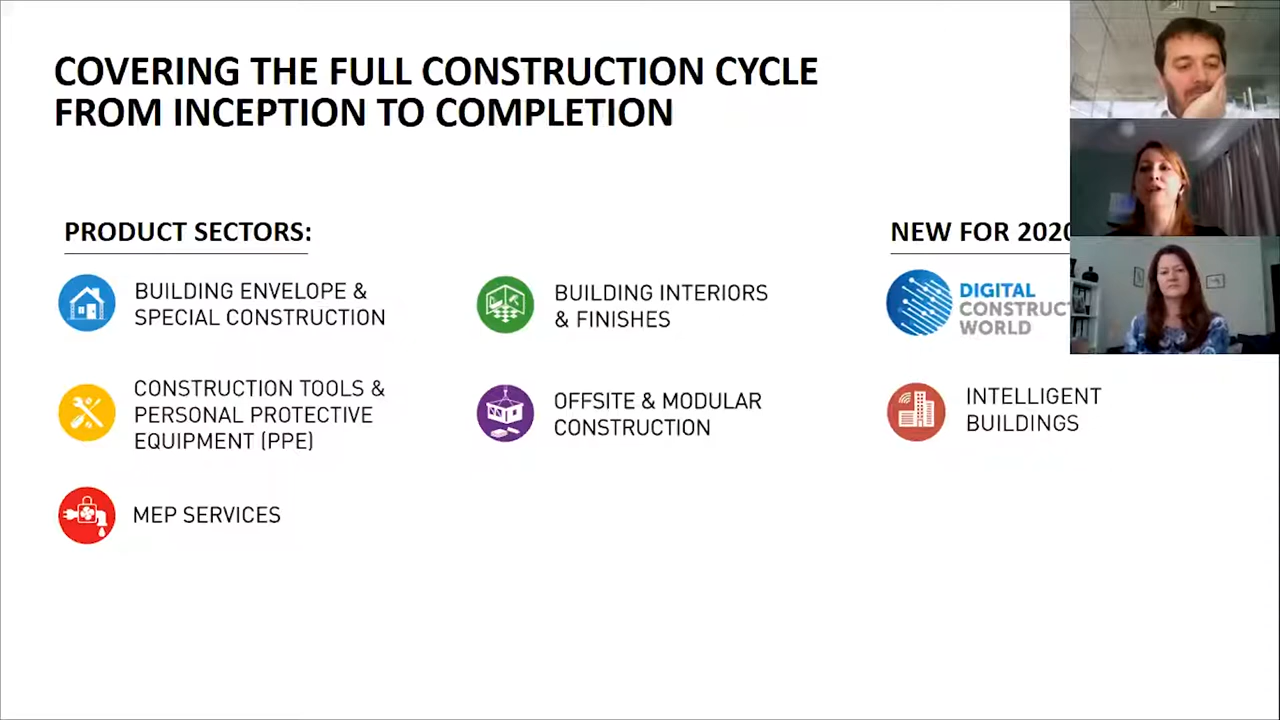 COVERING THE FULL CONSTRUCTION CYCLE
FROM INCEPTION TO COMPLETION
PRODUCT SECTORS:
BUILDING ENVELOPE &
SPECIAL CONSTRUCTION
CONSTRUCTION TOOLS &
PERSONAL PROTECTIVE
EQUIPMENT (PPE)
MEP SERVICES
BUILDING INTERIORS
& FINISHES
OFFSITE & MODULAR
CONSTRUCTION
NEW FOR 2020
DIGITAL
CONSTRUCT
WORLD
INTELLIGENT
BUILDINGS